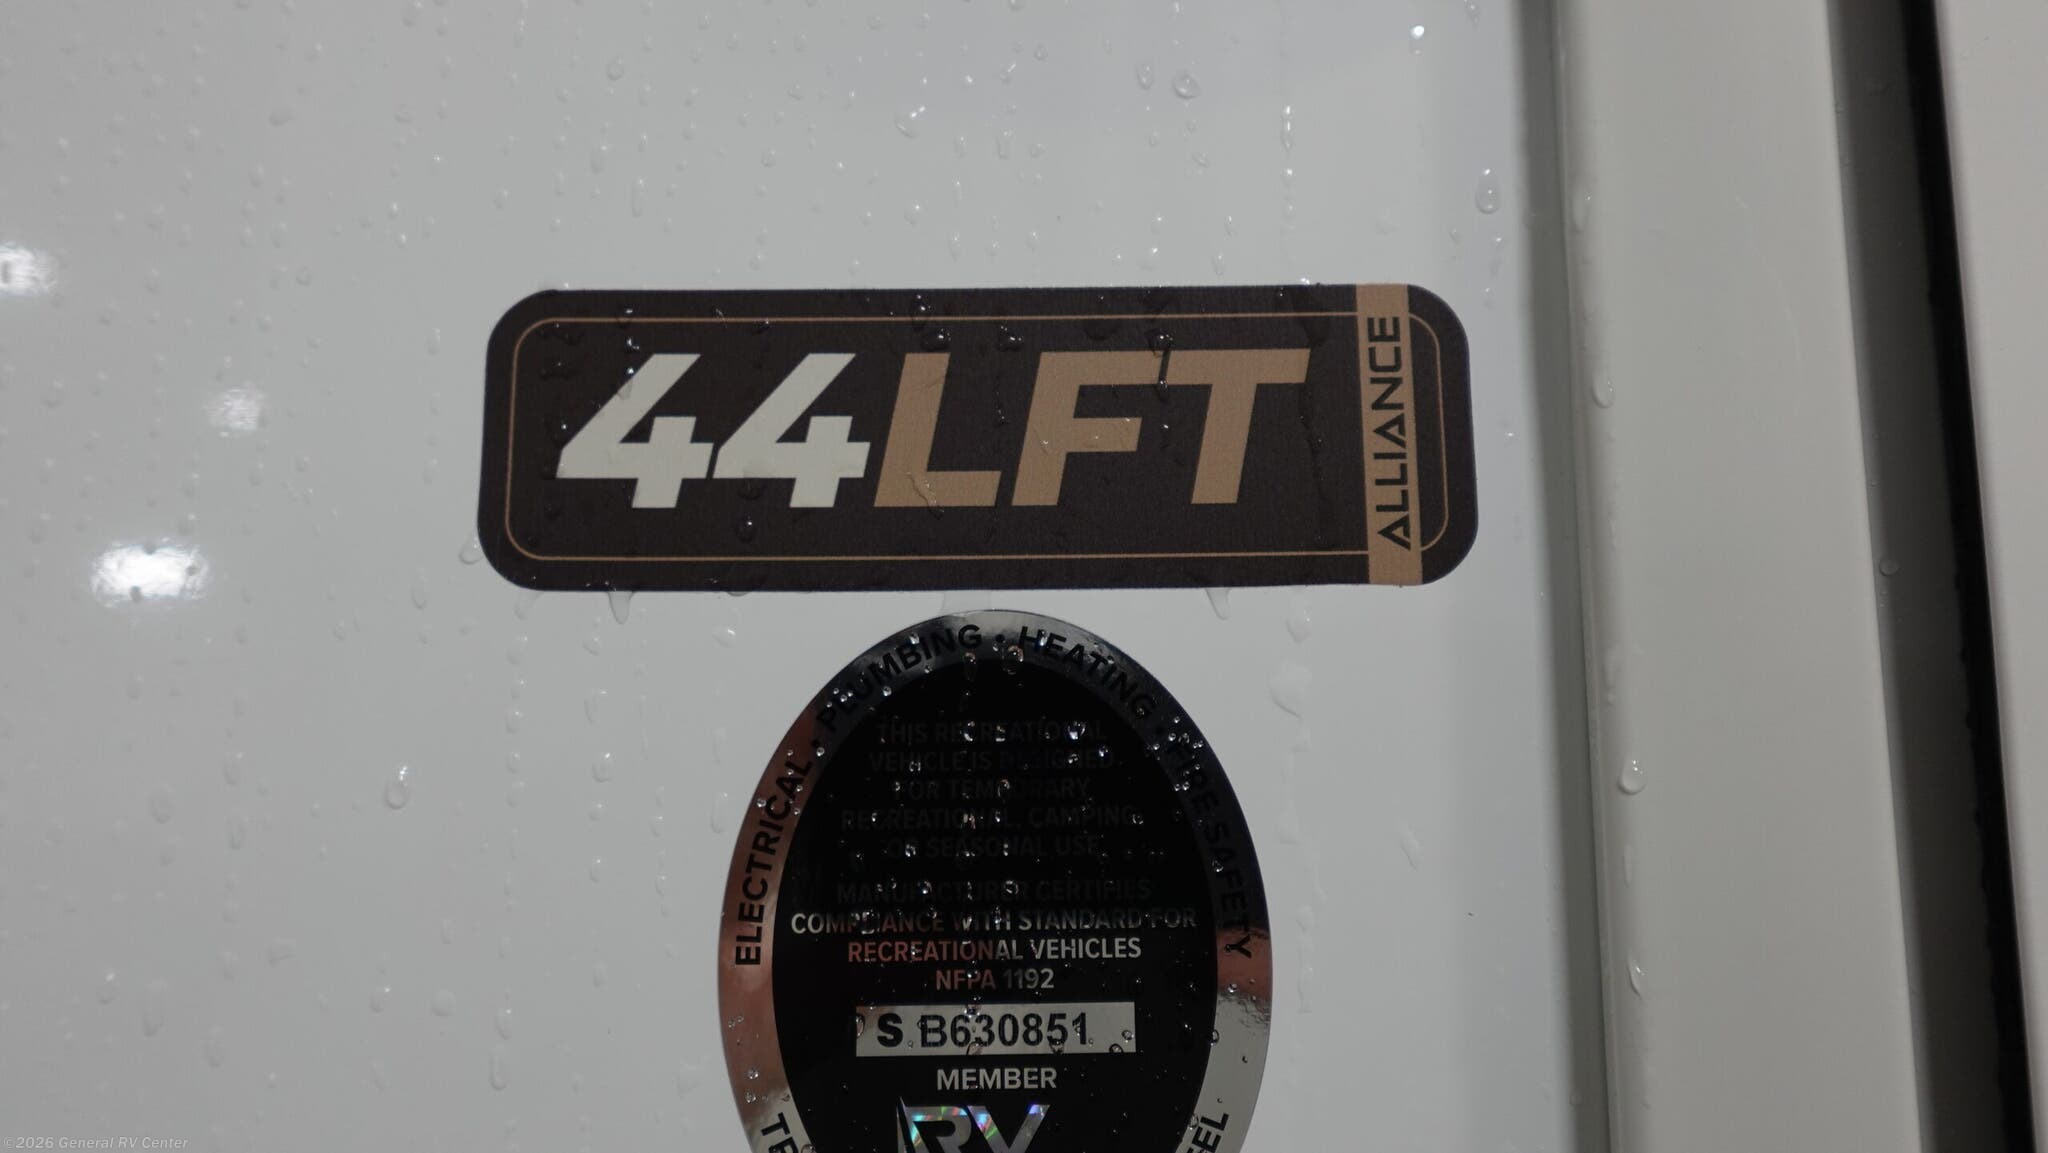 44LFT
ALLIANCE
ELECTRICAL • PLUMBING • HEATING • FIRE SAFETY
THIS RECREATIONAL
VEHICLE IS DESIGNED
FOR TEMPORARY
RECREATIONAL, CAMPING,
OR SEASONAL USE.
MANUFACTURER CERTIFIES
COMPLIANCE WITH STANDARD FOR
RECREATIONAL VEHICLES
NFPA 1192
S B630851
MEMBER
RV
©2026 General RV Center